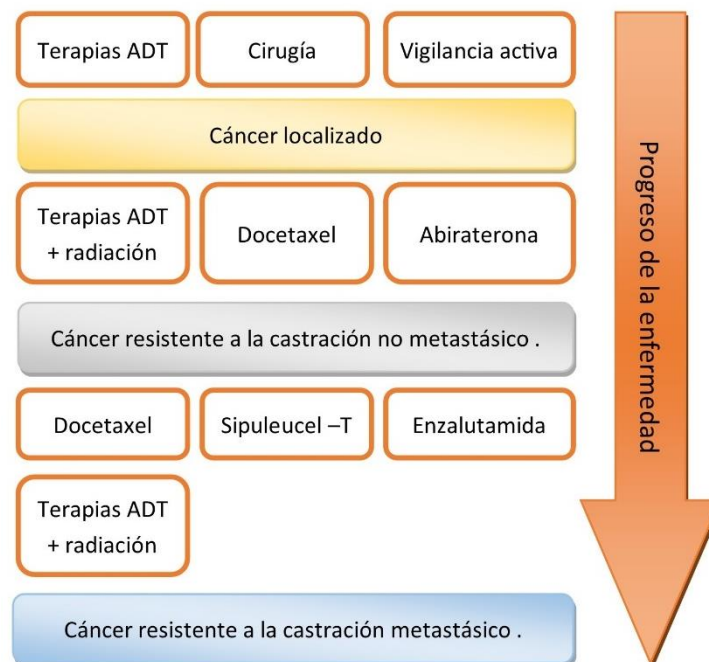 Terapias ADT
Cirugía
Vigilancia activa
Cáncer localizado
Terapias ADT
+ radiación
Docetaxel
Abiraterona
Cáncer resistente a la castración no metastásico .
Docetaxel
Sipuleucel –T
Enzalutamida
Terapias ADT
+ radiación
Cáncer resistente a la castración metastásico .
Progreso de la enfermedad